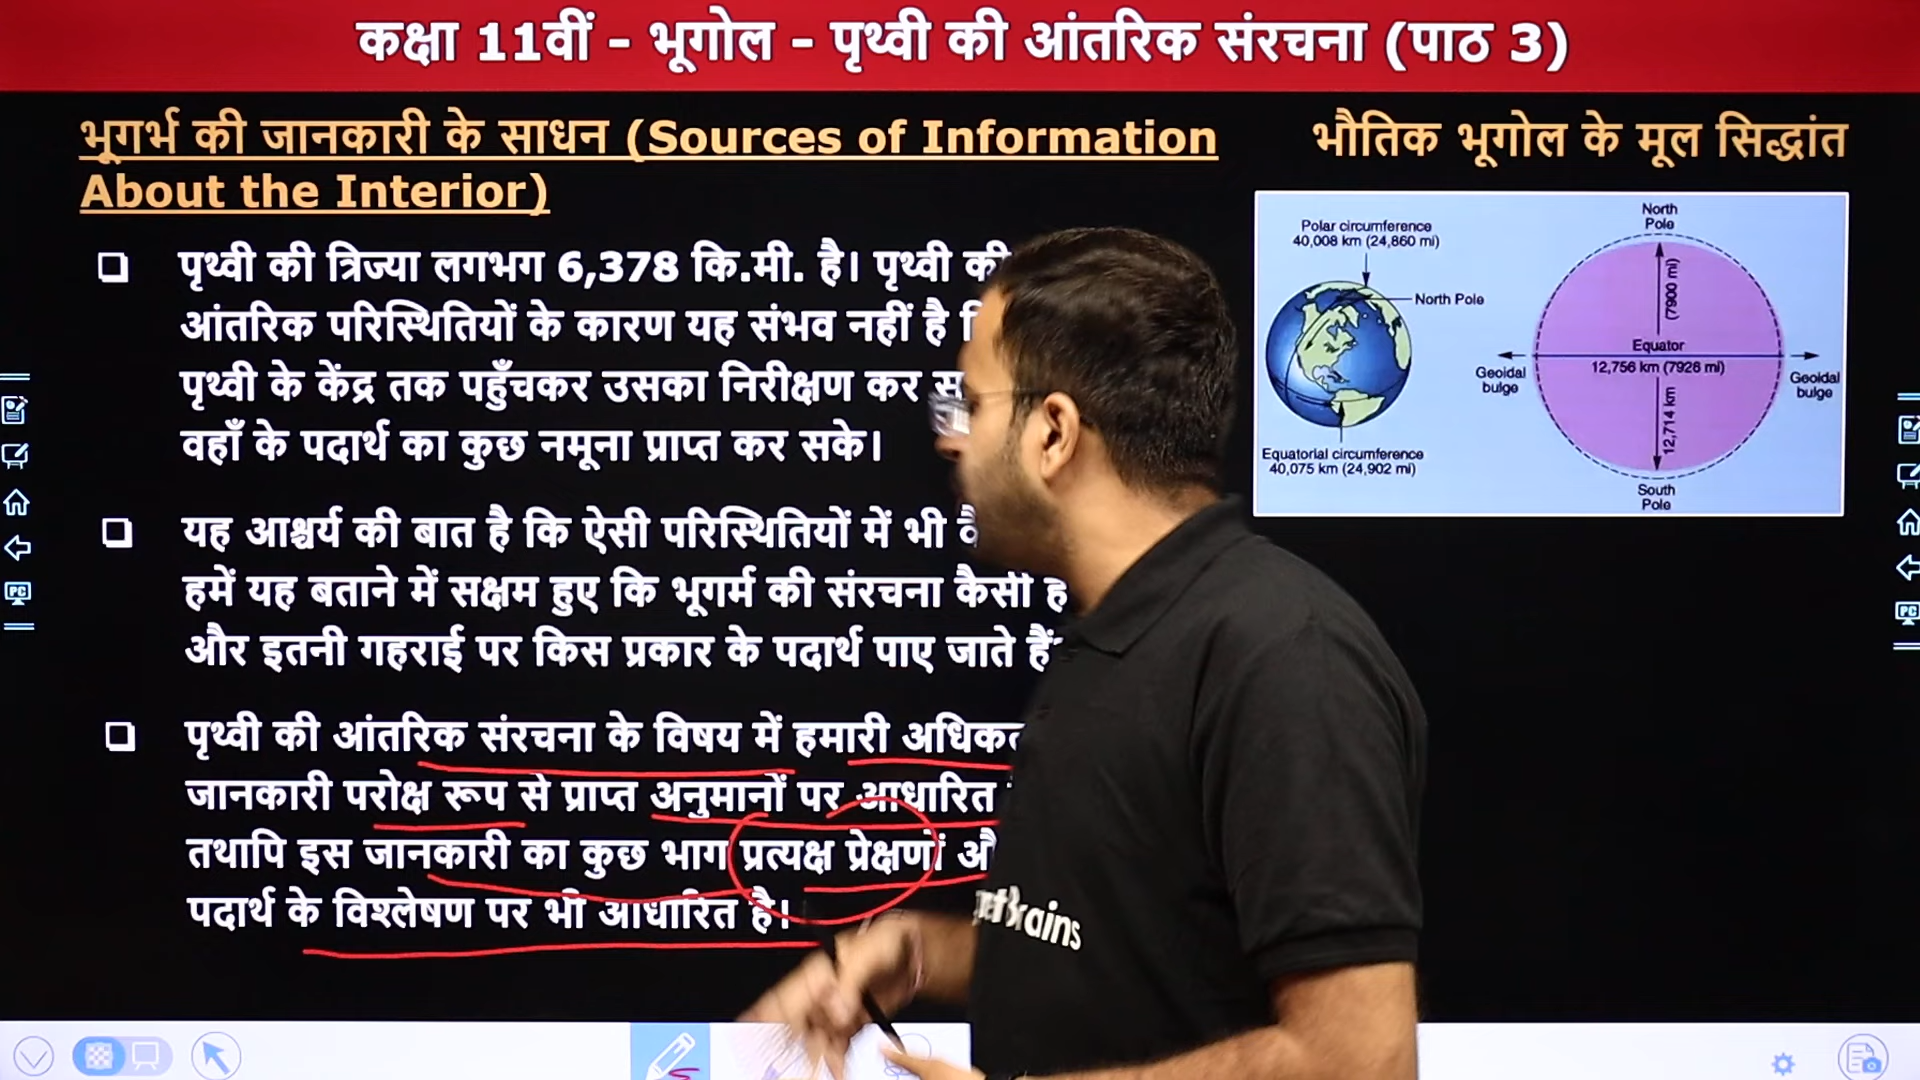 कक्षा 11वीं - भूगोल - पृथ्वी की आंतरिक संरचना (पाठ 3)
भूगर्भ की जानकारी के साधन (Sources of Information
About the Interior)
❑ पृथ्वी की त्रिज्या लगभग 6,378 कि.मी. है। पृथ्वी की
आंतरिक परिस्थितियों के कारण यह संभव नहीं है
पृथ्वी के केंद्र तक पहुँचकर उसका निरीक्षण कर
वहाँ के पदार्थ का कुछ नमूना प्राप्त कर सके।
❑ यह आश्चर्य की बात है कि ऐसी परिस्थितियों में भी
हमें यह बताने में सक्षम हुए कि भूगर्म की संरचना कैसी
और इतनी गहराई पर किस प्रकार के पदार्थ पाए जाते हैं
❑ पृथ्वी की आंतरिक संरचना के विषय में हमारी
जानकारी परोक्ष रूप से प्राप्त अनुमानों पर आधारित
तथापि इस जानकारी का कुछ भाग प्रत्यक्ष प्रेक्षणों
पदार्थ के विश्लेषण पर भी आधारित है।
भौतिक भूगोल के मूल सिद्धांत
Polar circumference
40,008 km (24,860 mi)
North Pole
Equatorial circumference
40,075 km (24,902 mi)
North
Pole
(7900 mi)
Equator
12,756 km (7926 mi)
Geoidal
bulge
Geoidal
bulge
12,714 km
South
Pole
Brains
PC
PC